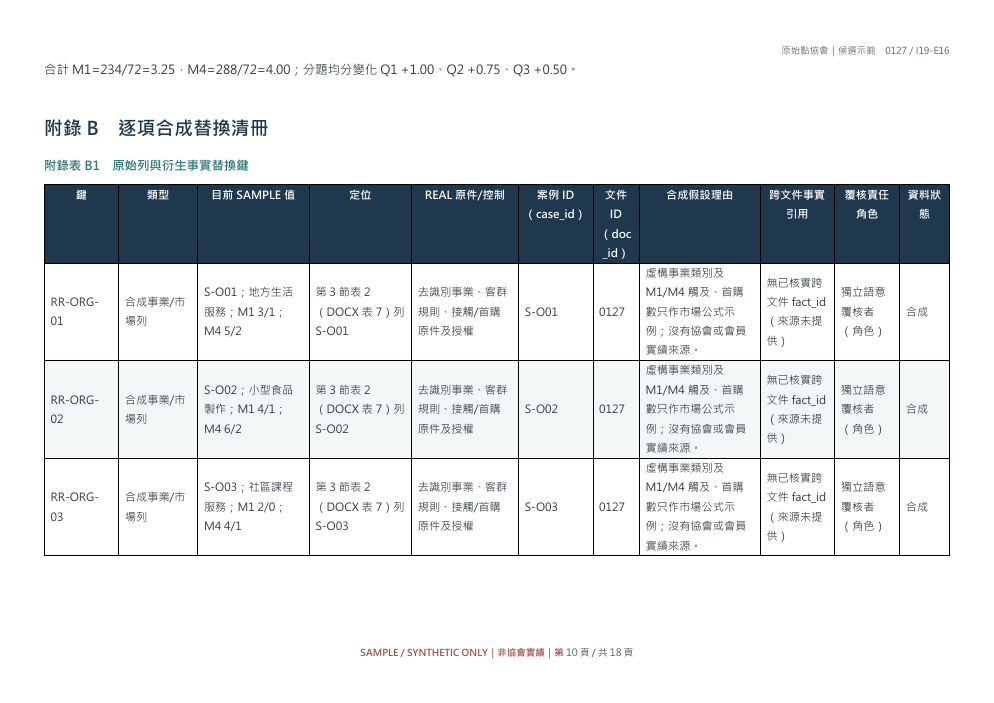 原始點協會 | 候選示範　0127 / I19-E16
合計 M1=234/72=3.25．M4=288/72=4.00；分題均分變化 Q1 +1.00、Q2 +0.75、Q3 +0.50。
附錄 B　逐項合成替換清冊
附錄表 B1　原始列與衍生事實替換鍵
鍵
類型
目前 SAMPLE 值
定位
REAL 原件/控制
案例 ID
（case_id）
文件
ID
（doc
_id）
合成假設理由
跨文件事實
引用
覆核責任
角色
資料狀
態
RR-ORG-
01
合成事業/市
場列
S-O01；地方生活
服務；M1 3/1；
M4 5/2
第 3 節表 2
（DOCX 表 7）列
S-O01
去識別事業、客群
規則、接觸/首購
原件及授權
S-O01
0127
虛構事業類別及
M1/M4 觸及、首購
數只作市場公式示
例；沒有協會或會員
實績來源。
無已核實跨
文件 fact_id
（來源未提
供）
獨立語意
覆核者
（角色）
合成
RR-ORG-
02
合成事業/市
場列
S-O02；小型食品
製作；M1 4/1；
M4 6/2
第 3 節表 2
（DOCX 表 7）列
S-O02
去識別事業、客群
規則、接觸/首購
原件及授權
S-O02
0127
虛構事業類別及
M1/M4 觸及、首購
數只作市場公式示
例；沒有協會或會員
實績來源。
無已核實跨
文件 fact_id
（來源未提
供）
獨立語意
覆核者
（角色）
合成
RR-ORG-
03
合成事業/市
場列
S-O03；社區課程
服務；M1 2/0；
M4 4/1
第 3 節表 2
（DOCX 表 7）列
S-O03
去識別事業、客群
規則、接觸/首購
原件及授權
S-O03
0127
虛構事業類別及
M1/M4 觸及、首購
數只作市場公式示
例；沒有協會或會員
實績來源。
無已核實跨
文件 fact_id
（來源未提
供）
獨立語意
覆核者
（角色）
合成
SAMPLE / SYNTHETIC ONLY | 非協會實績 | 第 10 頁 / 共 18 頁